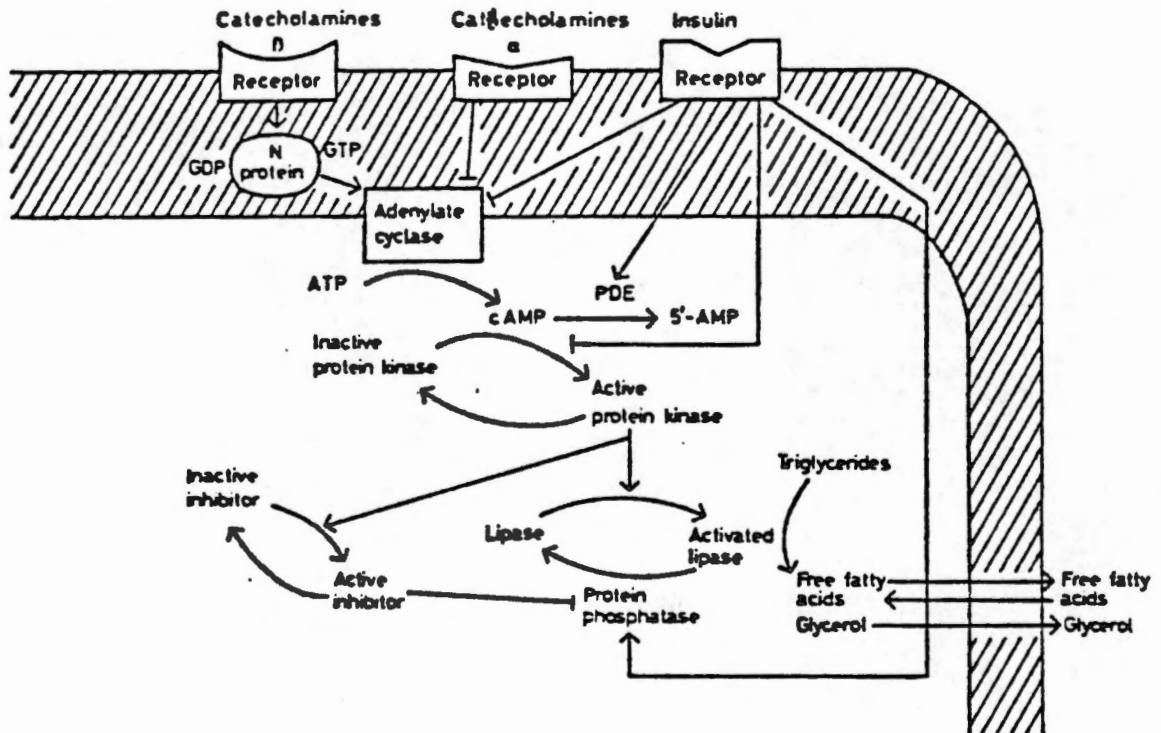 Catecholamines
β
Receptor
Catecholamines
α
Receptor
Insulin
Receptor
GDP
N
protein
GTP
Adenylate
cyclase
ATP
cAMP
PDE
5'-AMP
Inactive
protein kinase
Active
protein kinase
Triglycerides
Inactive
inhibitor
Lipase
Activated
lipase
Active
inhibitor
Protein
phosphatase
Free fatty
acids
Glycerol
Free fatty
acids
Glycerol